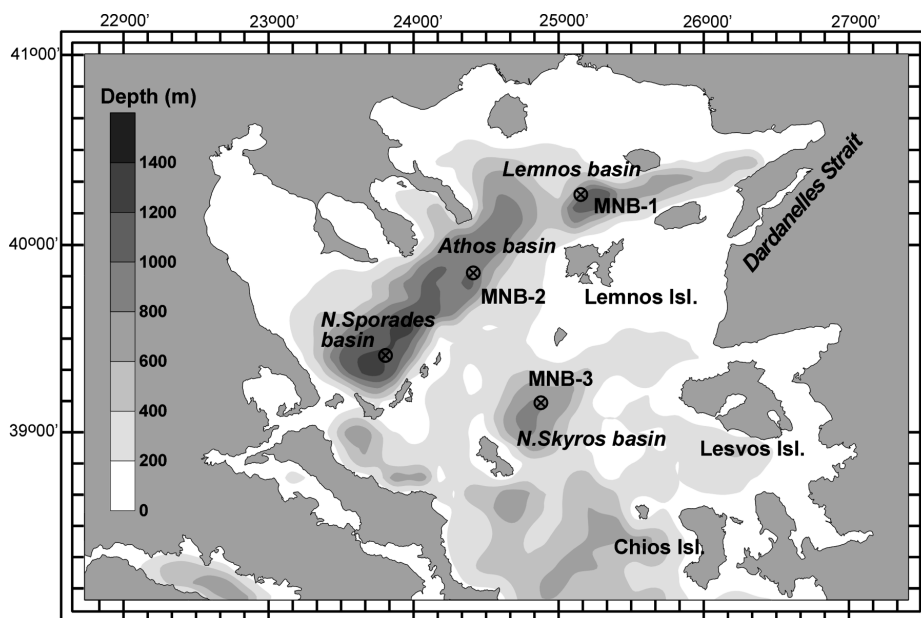 22º00' 23º00' 24º00' 25º00' 26º00' 27º00'
41º00'
Depth (m)
1400
1200
1000
800
600
400
200
0
40º00'
39º00'
Lemnos basin
MNB-1
Dardanelles Strait
Athos basin
MNB-2
Lemnos Isl.
N.Sporades
basin
MNB-3
N.Skyros basin
Lesvos Isl.
Chios Isl.